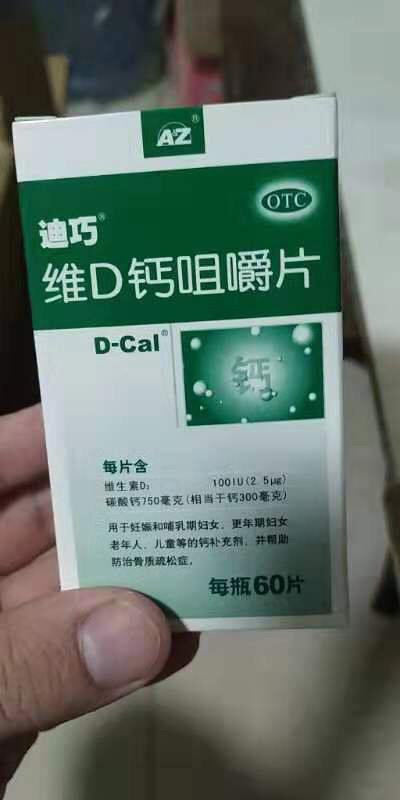 A&Z®
OTC
迪巧®
维D钙咀嚼片
D-Cal®
钙
每片含
维生素D₃ 100IU(2.5μg)
碳酸钙750毫克(相当于钙300毫克)
用于妊娠和哺乳期妇女、更年期妇女
老年人、儿童等的钙补充剂，并帮助
防治骨质疏松症。
每瓶60片